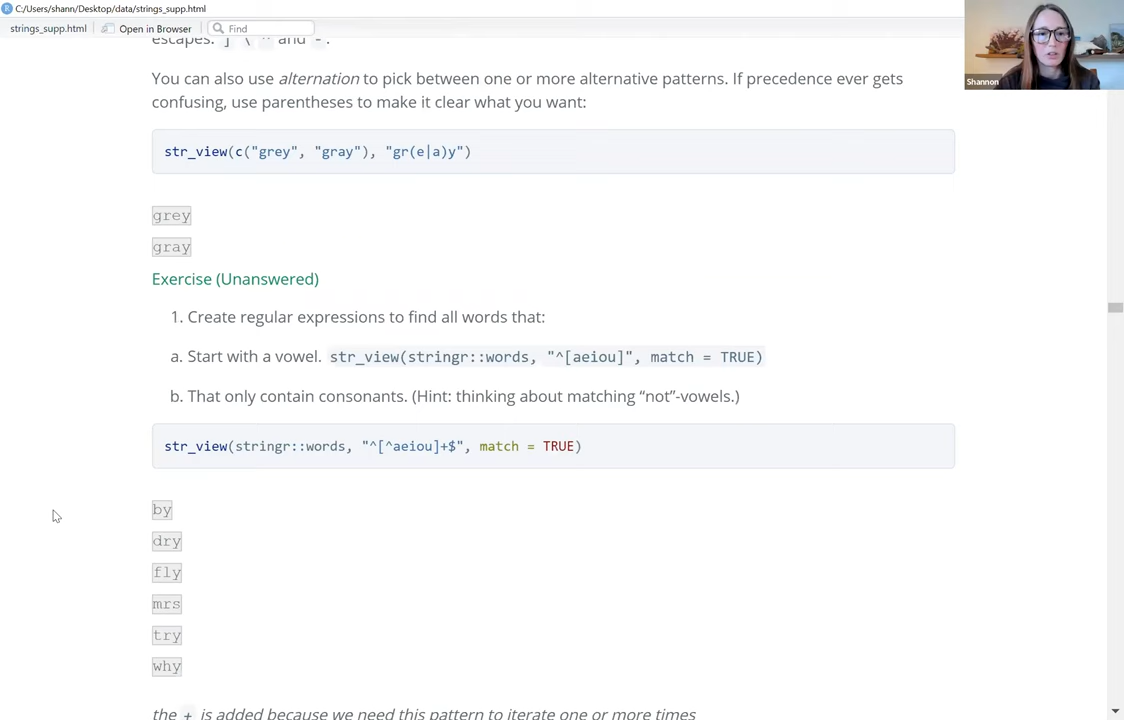 C:/Users/shann/Desktop/data/strings_supp.html
strings_supp.html Open in Browser Find
Shannon
escapes: ] \ ^ and -.
You can also use alternation to pick between one or more alternative patterns. If precedence ever gets
confusing, use parentheses to make it clear what you want:
str_view(c("grey", "gray"), "gr(e|a)y")
grey
gray
Exercise (Unanswered)
1. Create regular expressions to find all words that:
a. Start with a vowel. str_view(stringr::words, "^[aeiou]", match = TRUE)
b. That only contain consonants. (Hint: thinking about matching “not”-vowels.)
str_view(stringr::words, "^[^aeiou]+$", match = TRUE)
by
dry
fly
mrs
try
why
the + is added because we need this pattern to iterate one or more times